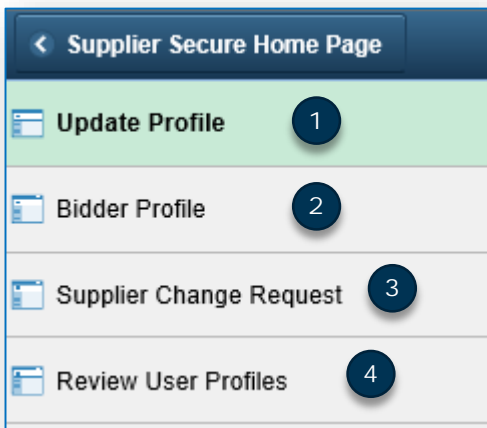 Supplier Secure Home Page
Update Profile 1
Bidder Profile 2
Supplier Change Request 3
Review User Profiles 4